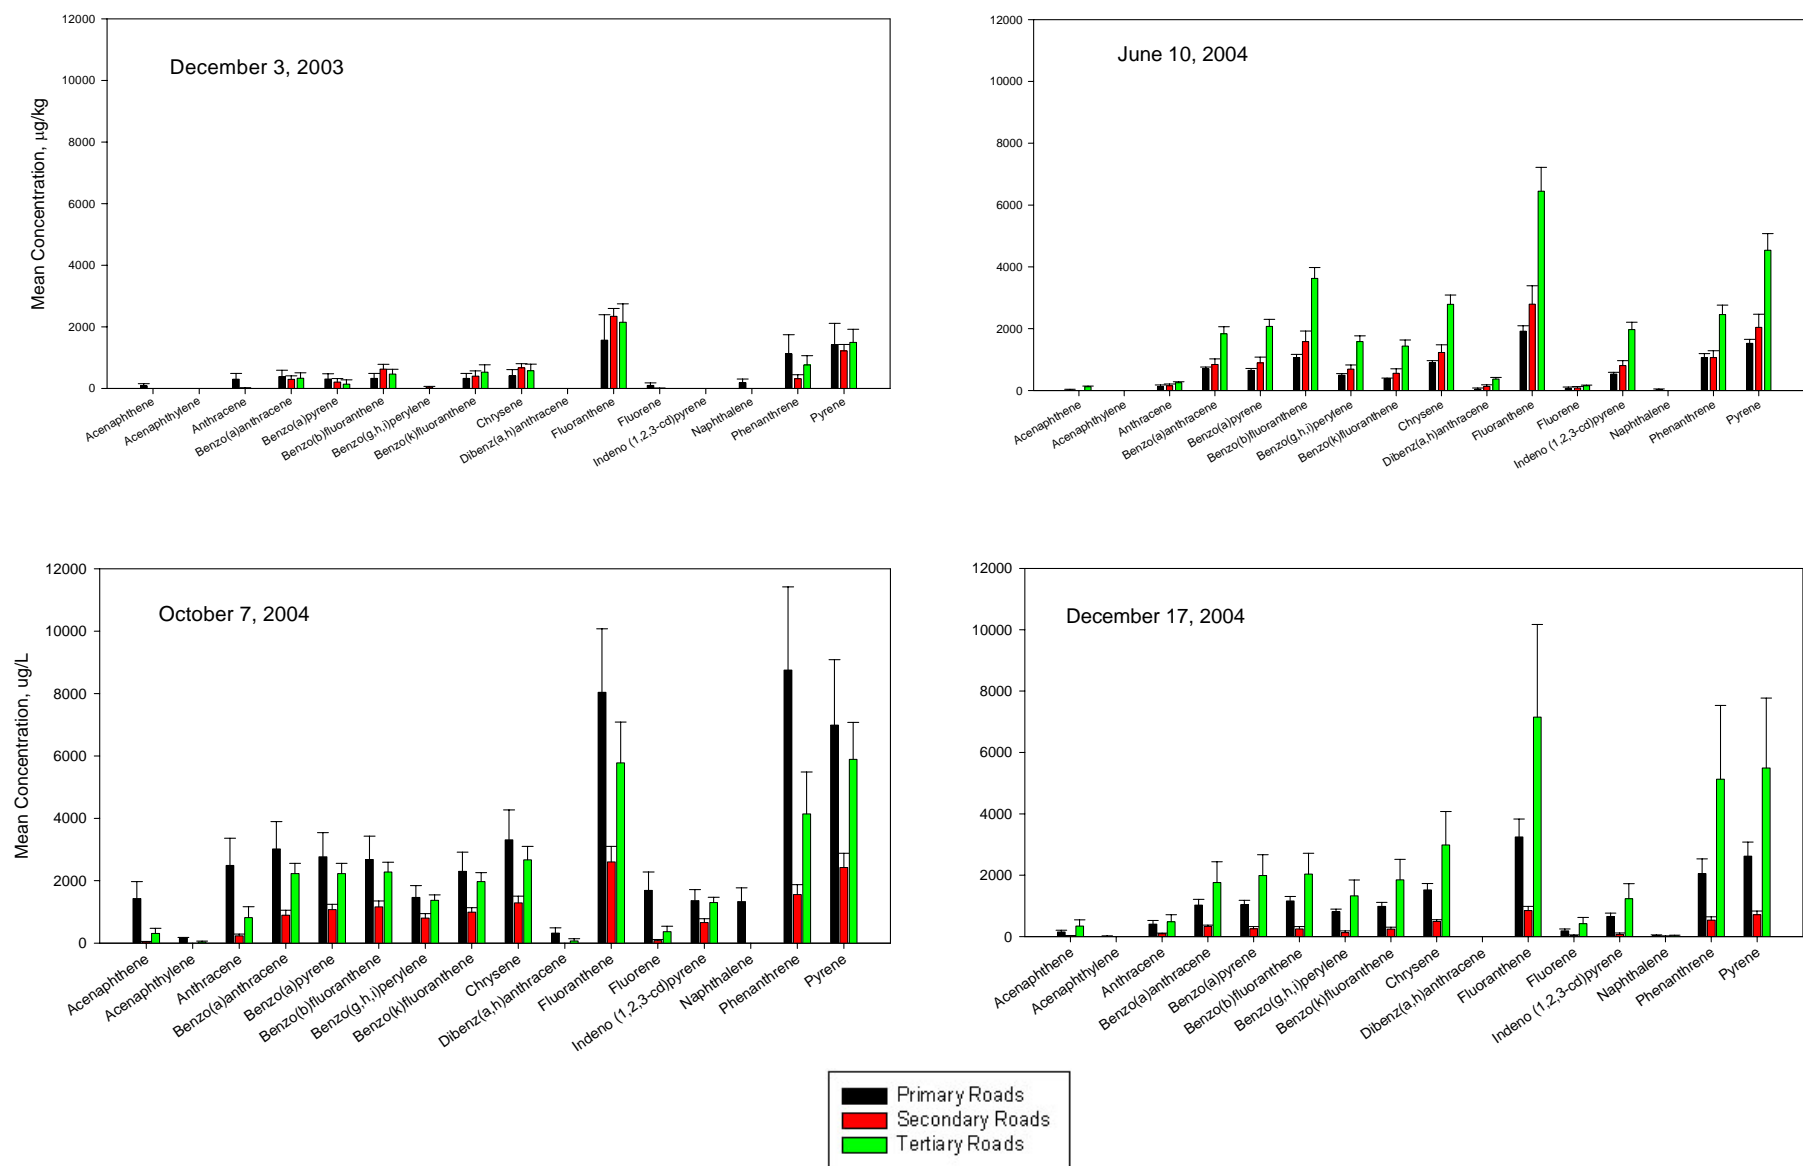 December 3, 2003
Mean Concentration, µg/kg
12000
10000
8000
6000
4000
2000
0
Acenaphthene
Acenaphthylene
Anthracene
Benzo(a)anthracene
Benzo(a)pyrene
Benzo(b)fluoranthene
Benzo(g,h,i)perylene
Benzo(k)fluoranthene
Chrysene
Dibenz(a,h)anthracene
Fluoranthene
Fluorene
Indeno (1,2,3-cd)pyrene
Naphthalene
Phenanthrene
Pyrene
June 10, 2004
12000
10000
8000
6000
4000
2000
0
Acenaphthene
Acenaphthylene
Anthracene
Benzo(a)anthracene
Benzo(a)pyrene
Benzo(b)fluoranthene
Benzo(g,h,i)perylene
Benzo(k)fluoranthene
Chrysene
Dibenz(a,h)anthracene
Fluoranthene
Fluorene
Indeno (1,2,3-cd)pyrene
Naphthalene
Phenanthrene
Pyrene
October 7, 2004
Mean Concentration, ug/L
12000
10000
8000
6000
4000
2000
0
Acenaphthene
Acenaphthylene
Anthracene
Benzo(a)anthracene
Benzo(a)pyrene
Benzo(b)fluoranthene
Benzo(g,h,i)perylene
Benzo(k)fluoranthene
Chrysene
Dibenz(a,h)anthracene
Fluoranthene
Fluorene
Indeno (1,2,3-cd)pyrene
Naphthalene
Phenanthrene
Pyrene
December 17, 2004
12000
10000
8000
6000
4000
2000
0
Acenaphthene
Acenaphthylene
Anthracene
Benzo(a)anthracene
Benzo(a)pyrene
Benzo(b)fluoranthene
Benzo(g,h,i)perylene
Benzo(k)fluoranthene
Chrysene
Dibenz(a,h)anthracene
Fluoranthene
Fluorene
Indeno (1,2,3-cd)pyrene
Naphthalene
Phenanthrene
Pyrene
Primary Roads
Secondary Roads
Tertiary Roads